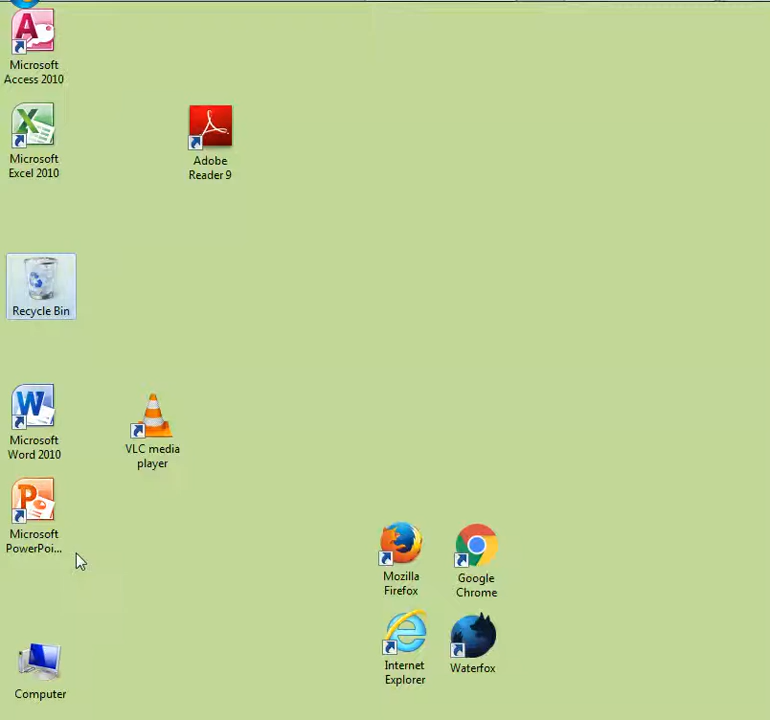 Microsoft
Access 2010
Microsoft
Excel 2010
Adobe
Reader 9
Recycle Bin
Microsoft
Word 2010
VLC media
player
Microsoft
PowerPoi...
Mozilla
Firefox
Google
Chrome
Internet
Explorer
Waterfox
Computer